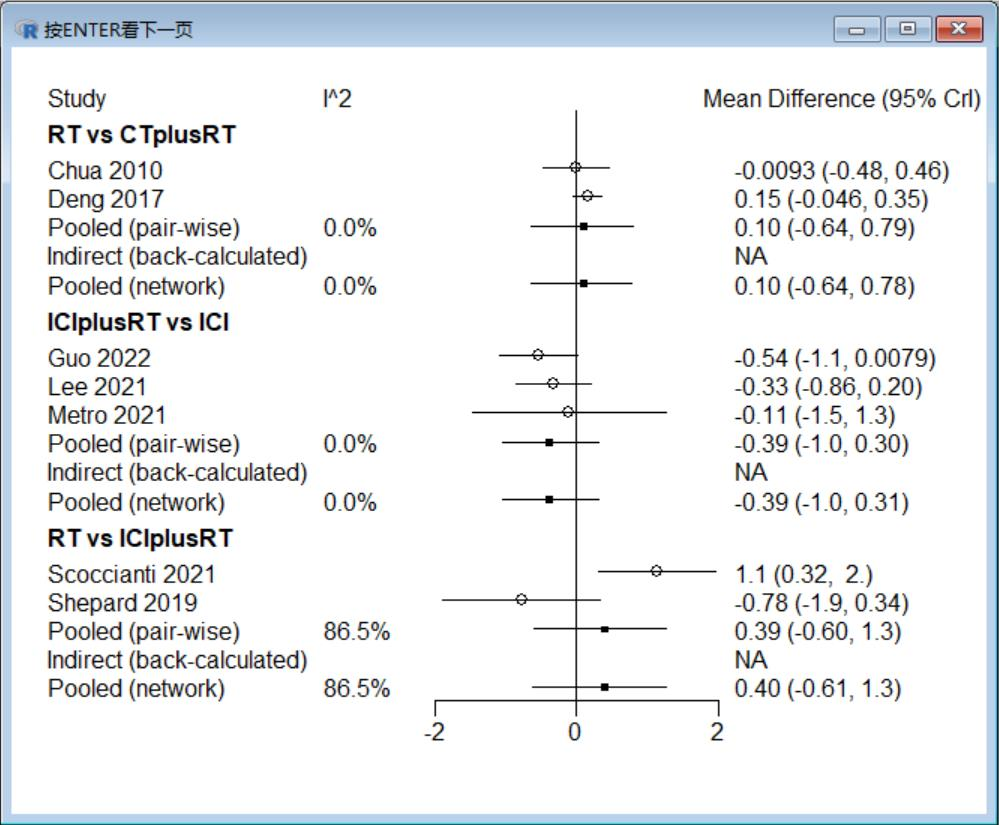 按ENTER看下一页
Study I^2 Mean Difference (95% CrI)
RT vs CTplusRT
Chua 2010 -0.0093 (-0.48, 0.46)
Deng 2017 0.15 (-0.046, 0.35)
Pooled (pair-wise) 0.0% 0.10 (-0.64, 0.79)
Indirect (back-calculated) NA
Pooled (network) 0.0% 0.10 (-0.64, 0.78)
ICIplusRT vs ICI
Guo 2022 -0.54 (-1.1, 0.0079)
Lee 2021 -0.33 (-0.86, 0.20)
Metro 2021 -0.11 (-1.5, 1.3)
Pooled (pair-wise) 0.0% -0.39 (-1.0, 0.30)
Indirect (back-calculated) NA
Pooled (network) 0.0% -0.39 (-1.0, 0.31)
RT vs ICIplusRT
Scoccianti 2021 1.1 (0.32, 2.)
Shepard 2019 -0.78 (-1.9, 0.34)
Pooled (pair-wise) 86.5% 0.39 (-0.60, 1.3)
Indirect (back-calculated) NA
Pooled (network) 86.5% 0.40 (-0.61, 1.3)
-2 0 2